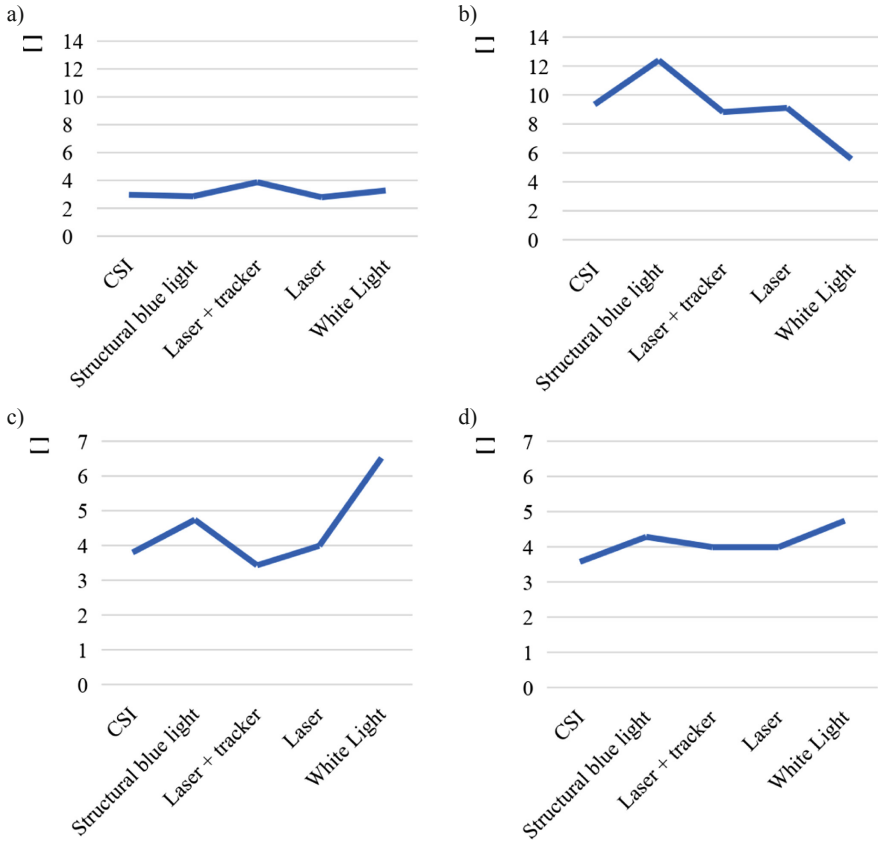 a)
[ ]
14
12
10
8
6
4
2
0
CSI
Structural blue light
Laser + tracker
Laser
White Light
b)
[ ]
14
12
10
8
6
4
2
0
CSI
Structural blue light
Laser + tracker
Laser
White Light
c)
[ ]
7
6
5
4
3
2
1
0
CSI
Structural blue light
Laser + tracker
Laser
White Light
d)
[ ]
7
6
5
4
3
2
1
0
CSI
Structural blue light
Laser + tracker
Laser
White Light